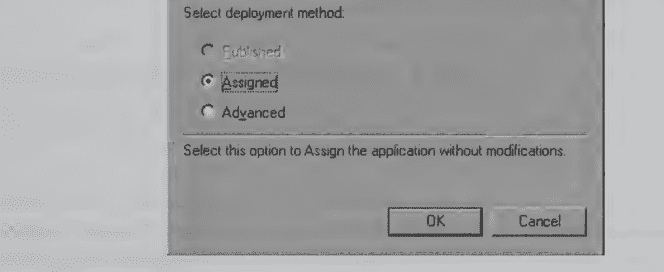 Select deployment method:
Published
Assigned
Advanced
Select this option to Assign the application without modifications.
OK
Cancel